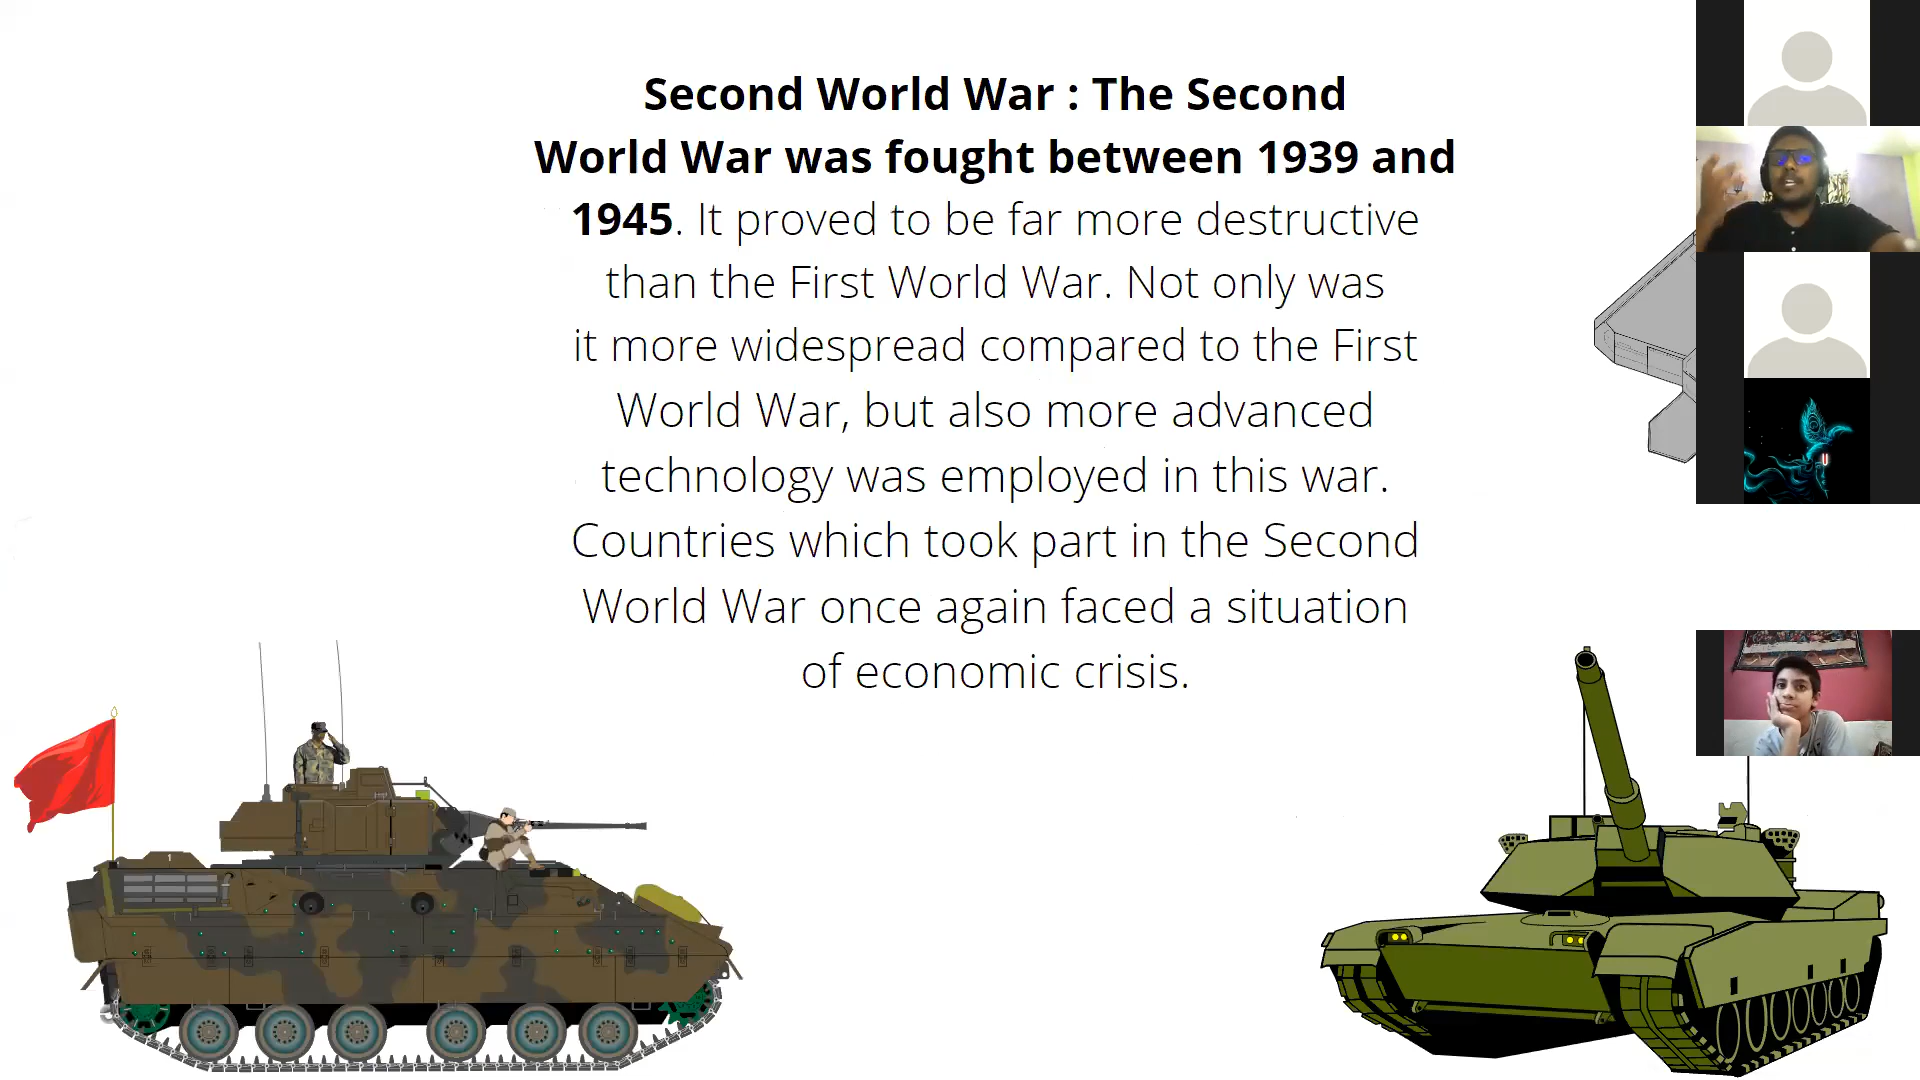 Second World War : The Second
World War was fought between 1939 and
1945. It proved to be far more destructive
than the First World War. Not only was
it more widespread compared to the First
World War, but also more advanced
technology was employed in this war.
Countries which took part in the Second
World War once again faced a situation
of economic crisis.
1